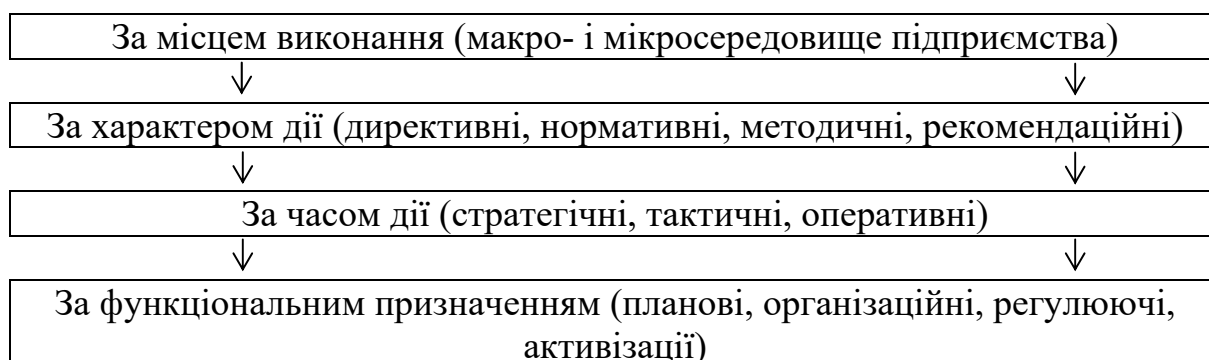 За місцем виконання (макро- і мікросередовище підприємства)
За характером дії (директивні, нормативні, методичні, рекомендаційні)
За часом дії (стратегічні, тактичні, оперативні)
За функціональним призначенням (планові, організаційні, регулюючі,
активізації)